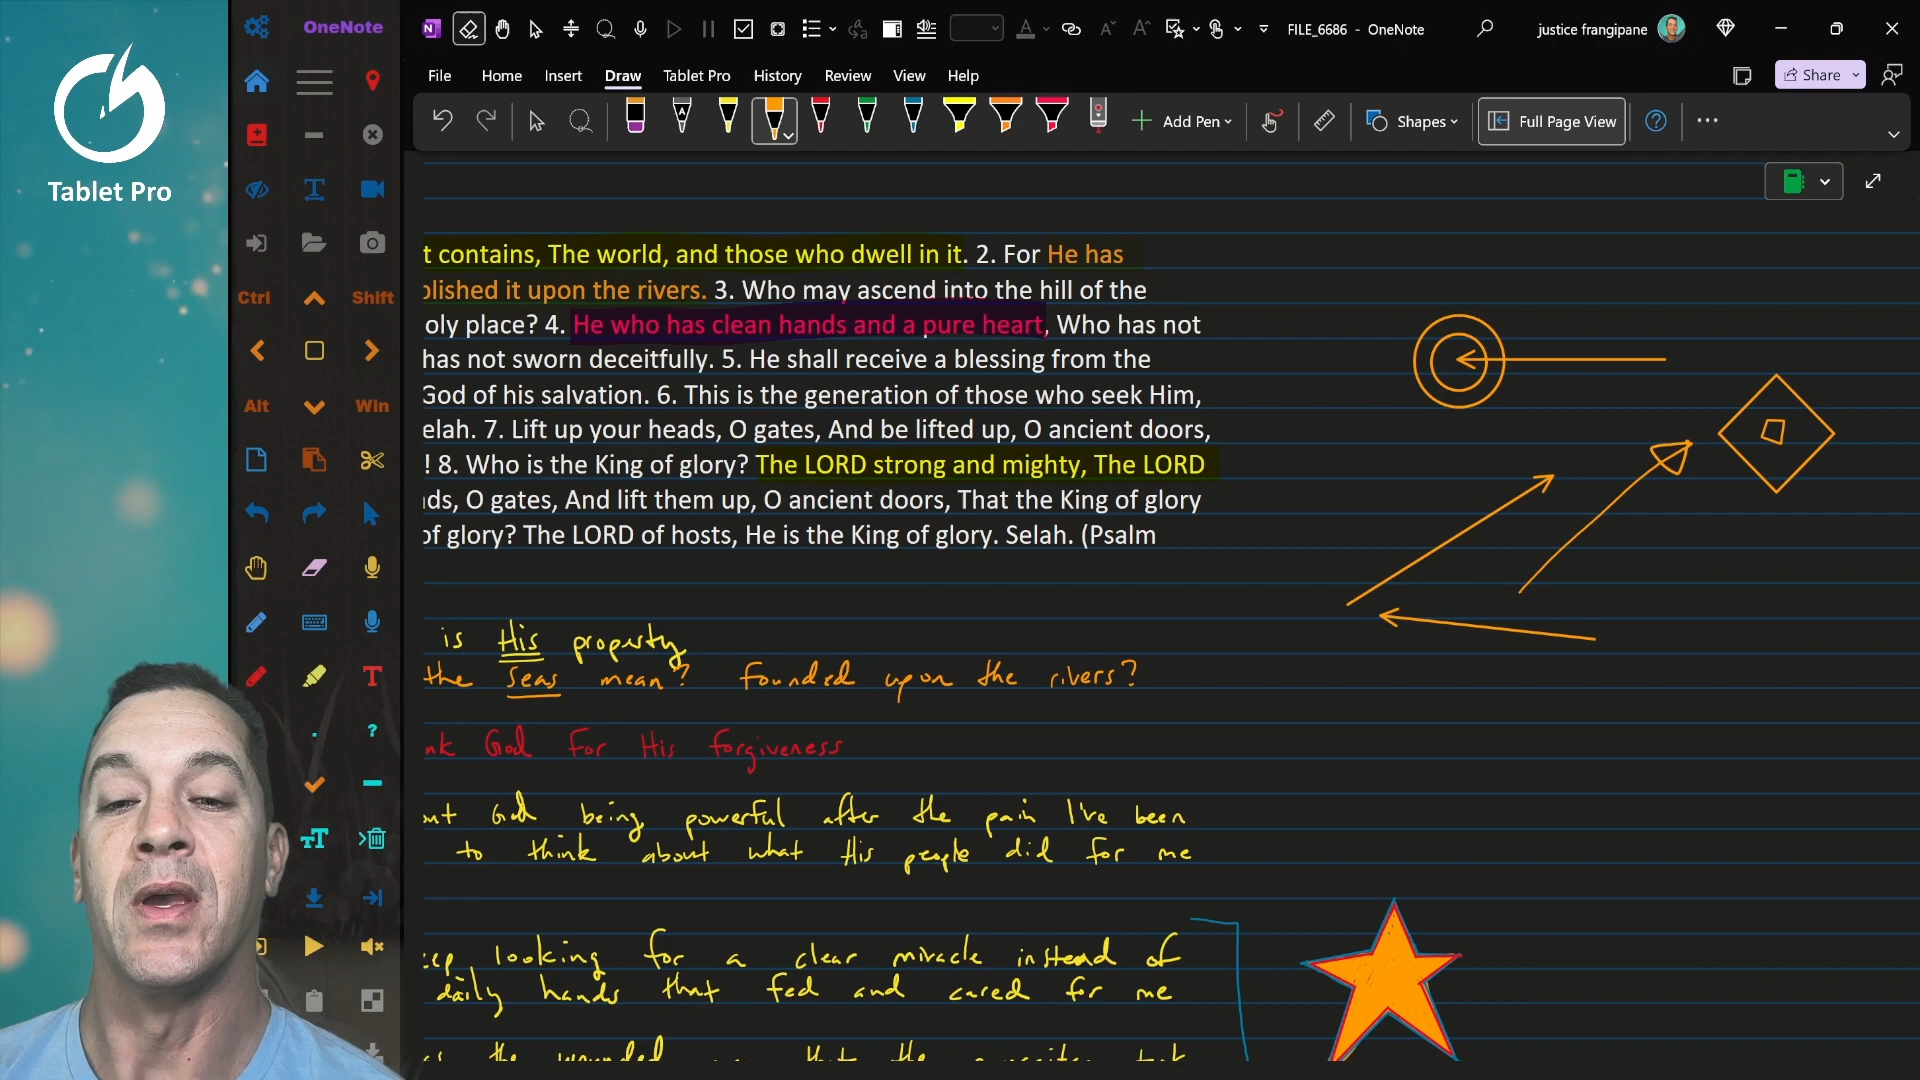 OneNote
FILE_6686 - OneNote
justice frangipane
File Home Insert Draw Tablet Pro History Review View Help
Share
Add Pen
Shapes
Full Page View
Tablet Pro
Ctrl
Shift
Alt
Win
t contains, The world, and those who dwell in it. 2. For He has
blished it upon the rivers. 3. Who may ascend into the hill of the
oly place? 4. He who has clean hands and a pure heart, Who has not
has not sworn deceitfully. 5. He shall receive a blessing from the
God of his salvation. 6. This is the generation of those who seek Him,
elah. 7. Lift up your heads, O gates, And be lifted up, O ancient doors,
! 8. Who is the King of glory? The LORD strong and mighty, The LORD
ds, O gates, And lift them up, O ancient doors, That the King of glory
of glory? The LORD of hosts, He is the King of glory. Selah. (Psalm
is His property
the seas mean? founded upon the rivers?
nk God for His forgiveness
God being powerful after the pain I've been
to think about what His people did for me
looking for a clear miracle instead of
daily hands that fed and cared for me
the wounded that the